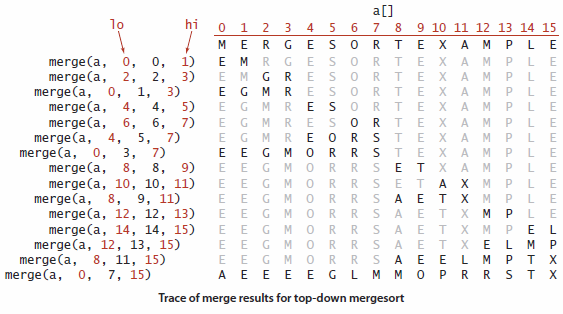 a[]
lo hi 0 1 2 3 4 5 6 7 8 9 10 11 12 13 14 15
M E R G E S O R T E X A M P L E
merge(a, 0, 0, 1) E M R G E S O R T E X A M P L E
merge(a, 2, 2, 3) E M G R E S O R T E X A M P L E
merge(a, 0, 1, 3) E G M R E S O R T E X A M P L E
merge(a, 4, 4, 5) E G M R E S O R T E X A M P L E
merge(a, 6, 6, 7) E G M R E S O R T E X A M P L E
merge(a, 4, 5, 7) E G M R E O R S T E X A M P L E
merge(a, 0, 3, 7) E E G M O R R S T E X A M P L E
merge(a, 8, 8, 9) E E G M O R R S E T X A M P L E
merge(a, 10, 10, 11) E E G M O R R S E T A X M P L E
merge(a, 8, 9, 11) E E G M O R R S A E T X M P L E
merge(a, 12, 12, 13) E E G M O R R S A E T X M P L E
merge(a, 14, 14, 15) E E G M O R R S A E T X M P E L
merge(a, 12, 13, 15) E E G M O R R S A E T X E L M P
merge(a, 8, 11, 15) E E G M O R R S A E E L M P T X
merge(a, 0, 7, 15) A E E E E G L M M O P R R S T X
Trace of merge results for top-down mergesort